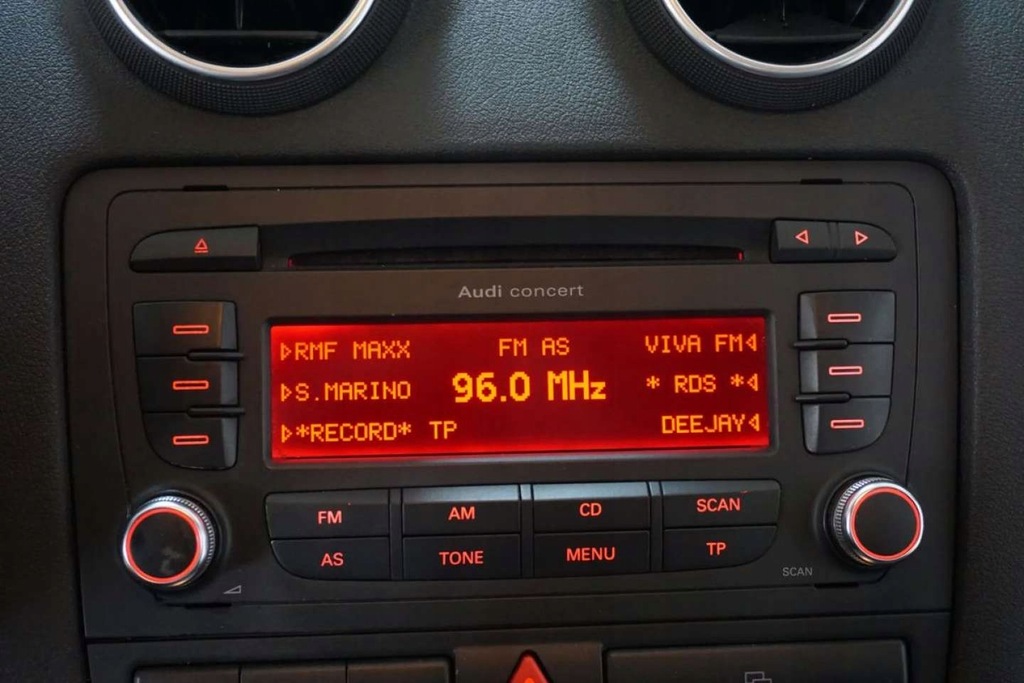 Audi concert
RMF MAXX FM AS VIVA FM
S.MARINO 96.0 MHz * RDS *
*RECORD* TP DEEJAY
FM AM CD SCAN
AS TONE MENU TP
SCAN